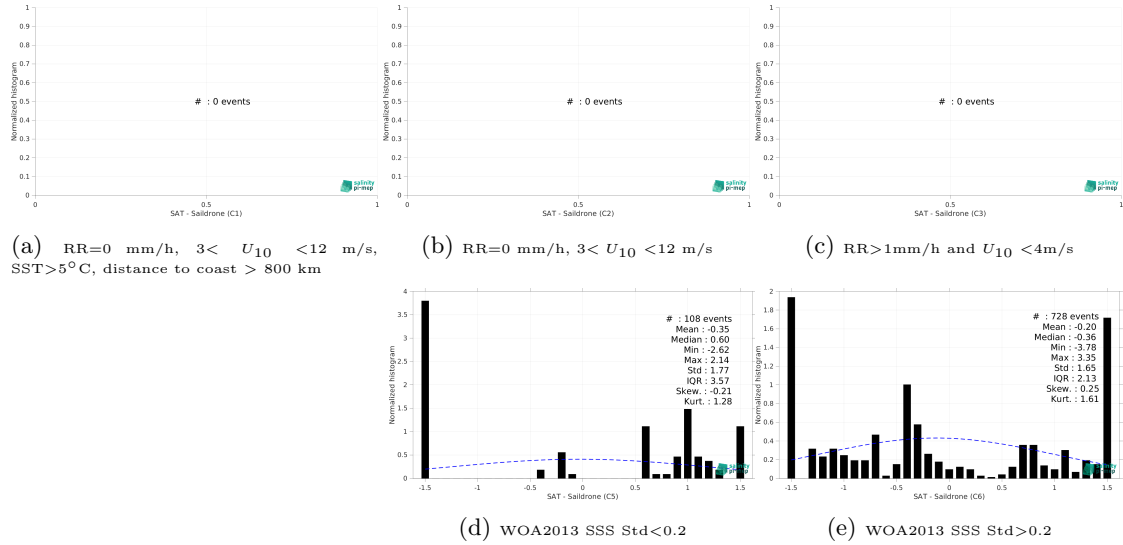 1
0.9
0.8
0.7
0.6
0.5
0.4
0.3
0.2
0.1
0
Normalized histogram
# : 0 events
salinity
pi-mep
0 0.5 1
SAT - Saildrone (C1)
(a) RR=0 mm/h, 3< U10 <12 m/s,
SST>5°C, distance to coast > 800 km
1
0.9
0.8
0.7
0.6
0.5
0.4
0.3
0.2
0.1
0
Normalized histogram
# : 0 events
salinity
pi-mep
0 0.5 1
SAT - Saildrone (C2)
(b) RR=0 mm/h, 3< U10 <12 m/s
1
0.9
0.8
0.7
0.6
0.5
0.4
0.3
0.2
0.1
0
Normalized histogram
# : 0 events
salinity
pi-mep
0 0.5 1
SAT - Saildrone (C3)
(c) RR>1mm/h and U10 <4m/s
4
3.5
3
2.5
2
1.5
1
0.5
0
Normalized histogram
# : 108 events
Mean : -0.35
Median : 0.60
Min : -2.62
Max : 2.14
Std : 1.77
IQR : 3.57
Skew. : -0.21
Kurt. : 1.28
salinity
pi-mep
-1.5 -1 -0.5 0 0.5 1 1.5
SAT - Saildrone (C5)
(d) WOA2013 SSS Std<0.2
2
1.8
1.6
1.4
1.2
1
0.8
0.6
0.4
0.2
0
Normalized histogram
# : 728 events
Mean : -0.20
Median : -0.36
Min : -3.78
Max : 3.35
Std : 1.65
IQR : 2.13
Skew. : 0.25
Kurt. : 1.61
salinity
pi-mep
-1.5 -1 -0.5 0 0.5 1 1.5
SAT - Saildrone (C6)
(e) WOA2013 SSS Std>0.2